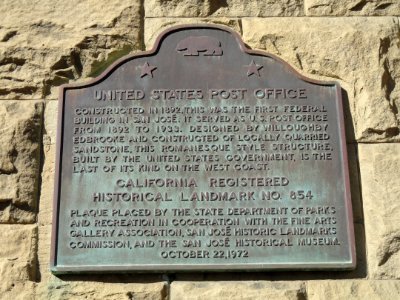 UNITED STATES POST OFFICE
CONSTRUCTED IN 1892, THIS WAS THE FIRST FEDERAL
BUILDING IN SAN JOSÉ. IT SERVED AS U.S. POST OFFICE
FROM 1892 TO 1933. DESIGNED BY WILLOUGHBY
EDBROOKE AND CONSTRUCTED OF LOCALLY QUARRIED
SANDSTONE, THIS ROMANESQUE STYLE STRUCTURE,
BUILT BY THE UNITED STATES GOVERNMENT, IS THE
LAST OF ITS KIND ON THE WEST COAST.
CALIFORNIA REGISTERED
HISTORICAL LANDMARK NO. 854
PLAQUE PLACED BY THE STATE DEPARTMENT OF PARKS
AND RECREATION IN COOPERATION WITH THE FINE ARTS
GALLERY ASSOCIATION, SAN JOSÉ HISTORIC LANDMARKS
COMMISSION, AND THE SAN JOSÉ HISTORICAL MUSEUM.
OCTOBER 22, 1972